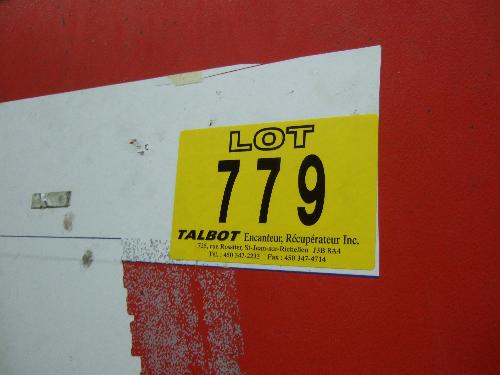 LOT
779
TALBOT Encanteur, Récupérateur Inc.
725, rue Rossiter, St-Jean-sur-Richelieu J3B 8A4
Tél. : 450 347-2233 Fax : 450 347-4714